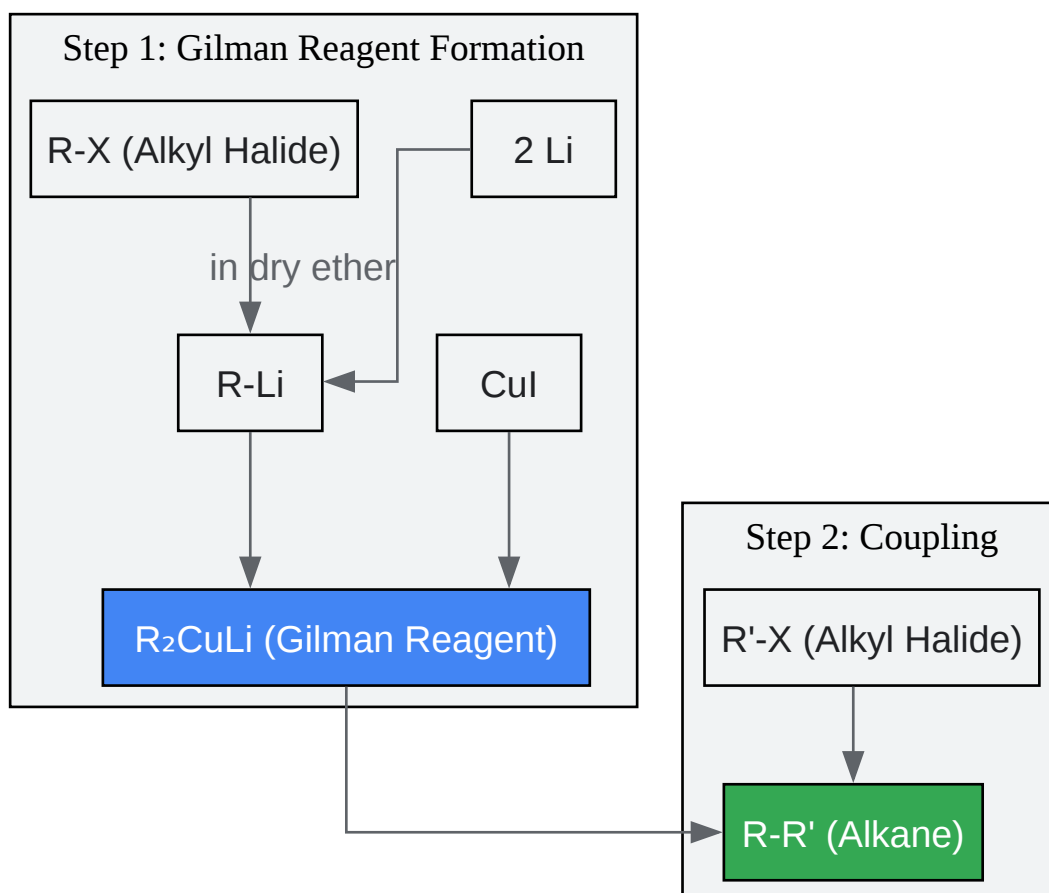 Step 1: Gilman Reagent Formation
R-X (Alkyl Halide)
2 Li
in dry ether
R-Li
CuI
R₂CuLi (Gilman Reagent)
Step 2: Coupling
R'-X (Alkyl Halide)
R-R' (Alkane)